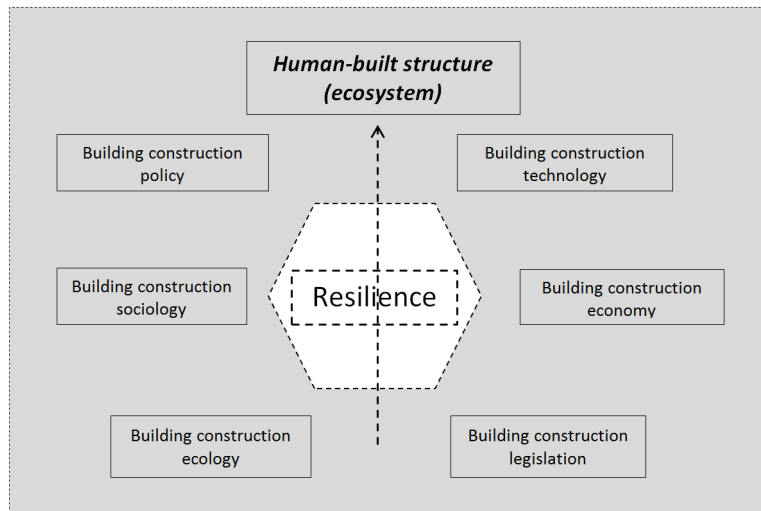 Human-built structure
(ecosystem)
Building construction
policy
Building construction
technology
Building construction
sociology
Resilience
Building construction
economy
Building construction
ecology
Building construction
legislation